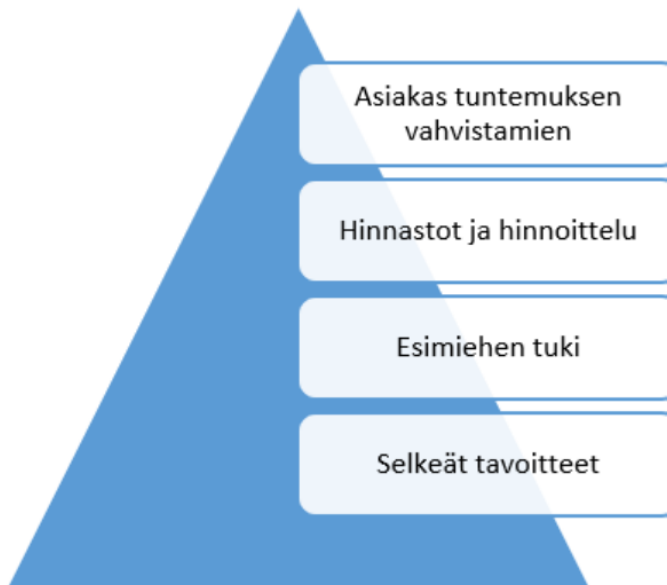 Asiakas tuntemuksen
vahvistamien
Hinnastot ja hinnoittelu
Esimiehen tuki
Selkeät tavoitteet